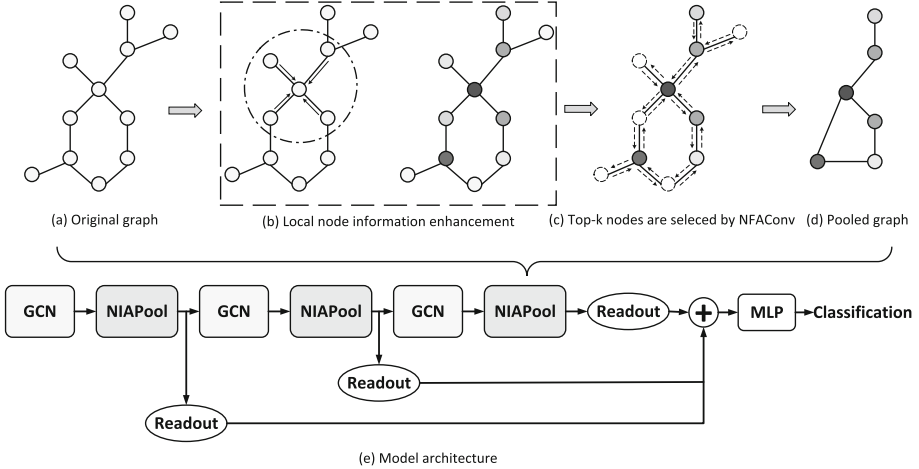 (a) Original graph
(b) Local node information enhancement
(c) Top-k nodes are seleced by NFAConv
(d) Pooled graph
GCN
NIAPool
GCN
NIAPool
GCN
NIAPool
Readout
+
MLP
Classification
Readout
Readout
(e) Model architecture